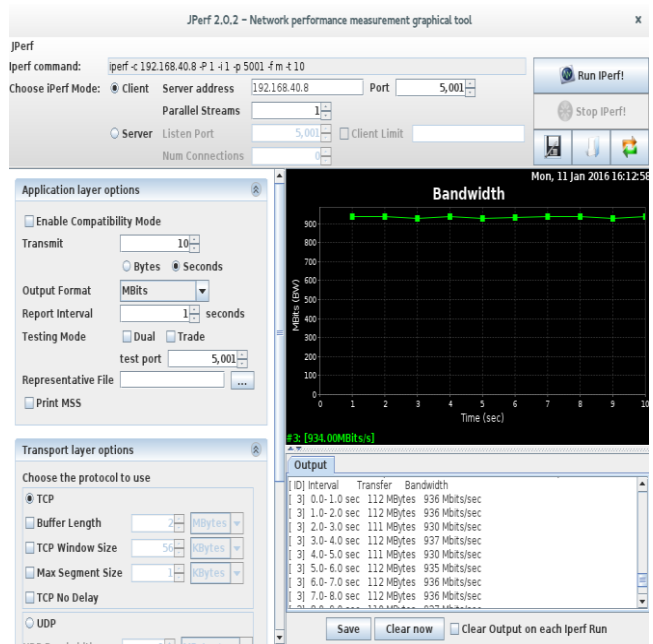 JPerf 2.0.2 – Network performance measurement graphical tool
x
JPerf
Iperf command: iperf -c 192.168.40.8 -P 1 -i 1 -p 5001 -f m -t 10
Choose iPerf Mode: Client Server address 192.168.40.8 Port 5,001
Parallel Streams 1
Server Listen Port 5,001 Client Limit
Num Connections 0
Run IPerf!
Stop IPerf!
Application layer options
Enable Compatibility Mode
Transmit 10
Bytes Seconds
Output Format MBits
Report Interval 1 seconds
Testing Mode Dual Trade
test port 5,001
Representative File ...
Print MSS
Transport layer options
Choose the protocol to use
TCP
Buffer Length 2 MBytes
TCP Window Size 56 KBytes
Max Segment Size 1 KBytes
TCP No Delay
UDP
Mon, 11 Jan 2016 16:12:58
Bandwidth
MBits (BW)
900
800
700
600
500
400
300
200
100
0
0 1 2 3 4 5 6 7 8 9 10
Time (sec)
#3: [934.00MBits/s]
Output
[ ID] Interval Transfer Bandwidth
[ 3] 0.0- 1.0 sec 112 MBytes 936 Mbits/sec
[ 3] 1.0- 2.0 sec 112 MBytes 936 Mbits/sec
[ 3] 2.0- 3.0 sec 111 MBytes 930 Mbits/sec
[ 3] 3.0- 4.0 sec 112 MBytes 937 Mbits/sec
[ 3] 4.0- 5.0 sec 111 MBytes 930 Mbits/sec
[ 3] 5.0- 6.0 sec 112 MBytes 935 Mbits/sec
[ 3] 6.0- 7.0 sec 112 MBytes 936 Mbits/sec
[ 3] 7.0- 8.0 sec 112 MBytes 936 Mbits/sec
Save Clear now Clear Output on each Iperf Run